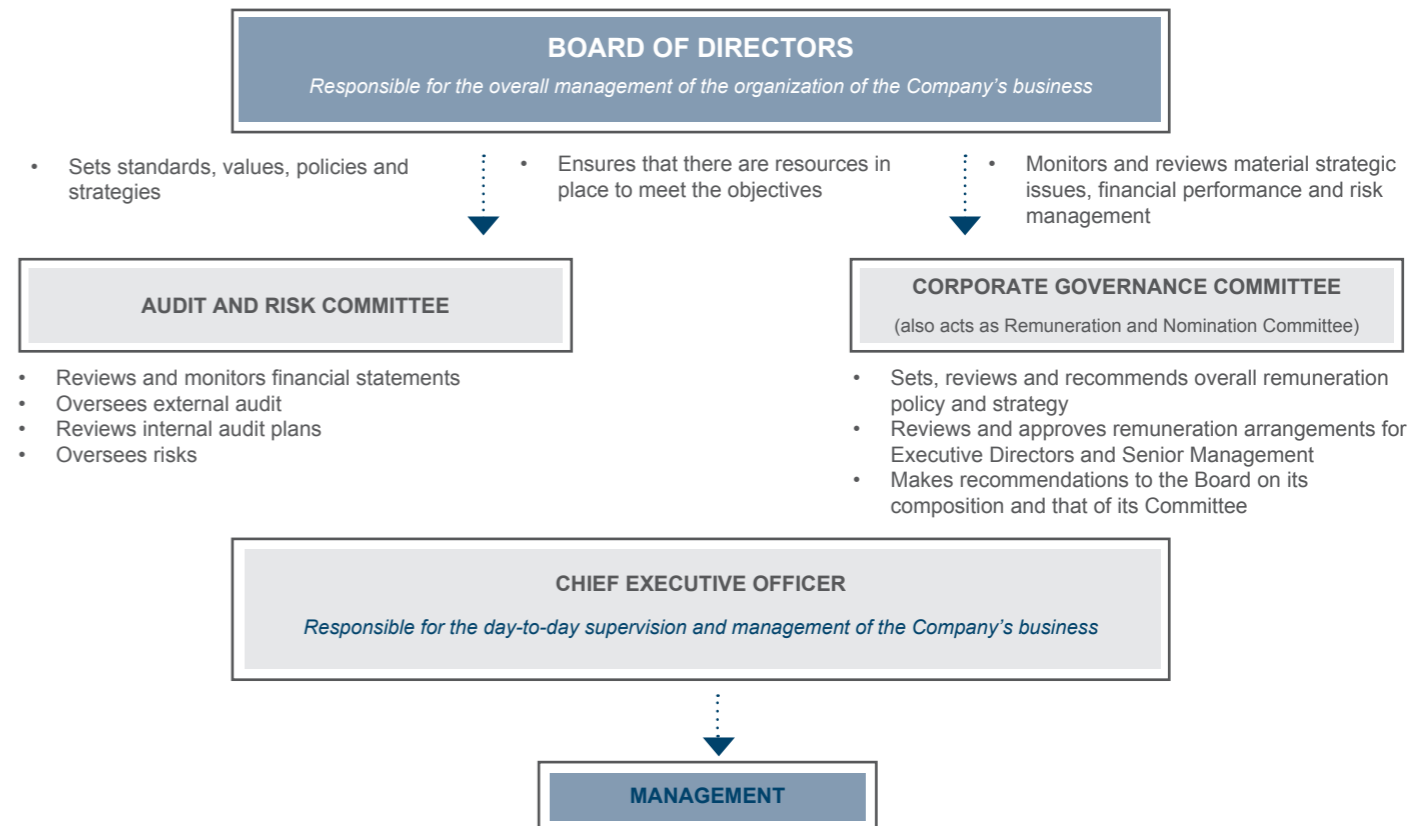 BOARD OF DIRECTORS
Responsible for the overall management of the organization of the Company’s business
• Sets standards, values, policies and
strategies
• Ensures that there are resources in
place to meet the objectives
• Monitors and reviews material strategic
issues, financial performance and risk
management
AUDIT AND RISK COMMITTEE
• Reviews and monitors financial statements
• Oversees external audit
• Reviews internal audit plans
• Oversees risks
CORPORATE GOVERNANCE COMMITTEE
(also acts as Remuneration and Nomination Committee)
• Sets, reviews and recommends overall remuneration
policy and strategy
• Reviews and approves remuneration arrangements for
Executive Directors and Senior Management
• Makes recommendations to the Board on its
composition and that of its Committee
CHIEF EXECUTIVE OFFICER
Responsible for the day-to-day supervision and management of the Company’s business
MANAGEMENT